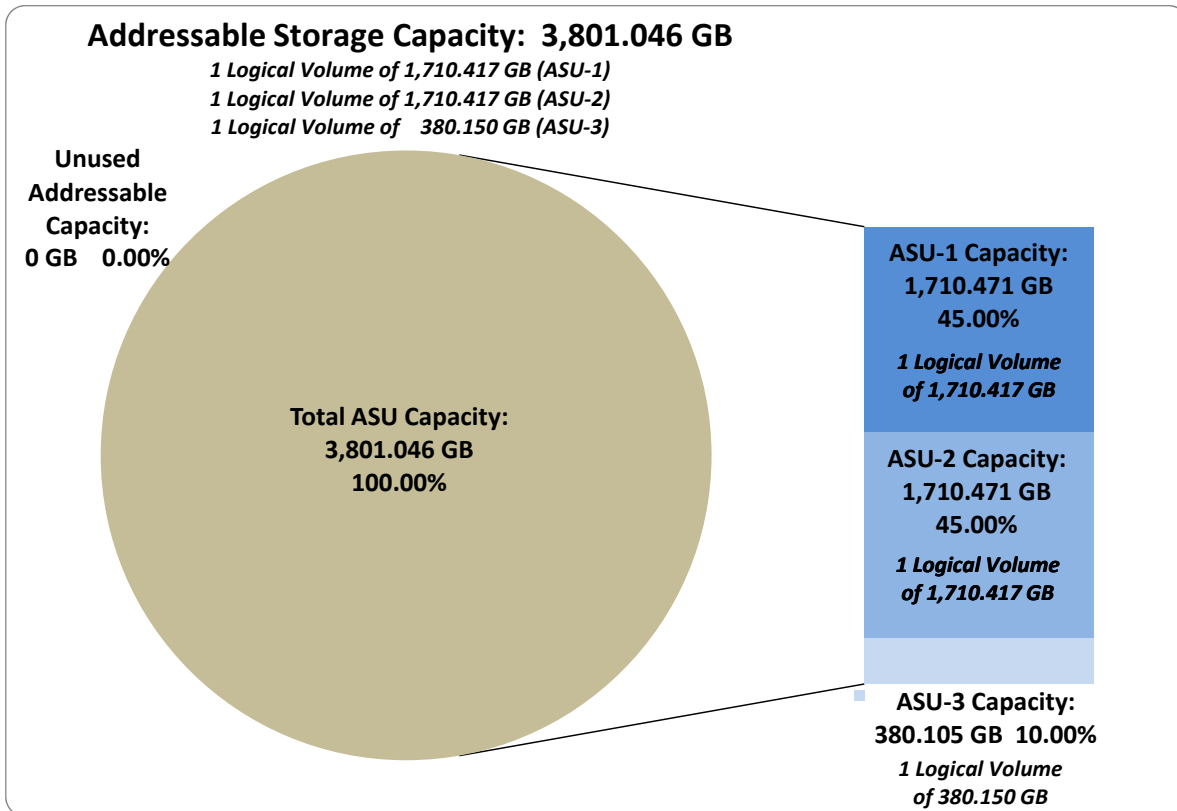 Addressable Storage Capacity: 3,801.046 GB
1 Logical Volume of 1,710.417 GB (ASU-1)
1 Logical Volume of 1,710.417 GB (ASU-2)
1 Logical Volume of 380.150 GB (ASU-3)
Unused
Addressable
Capacity:
0 GB 0.00%
Total ASU Capacity:
3,801.046 GB
100.00%
ASU-1 Capacity:
1,710.471 GB
45.00%
1 Logical Volume
of 1,710.417 GB
ASU-2 Capacity:
1,710.471 GB
45.00%
1 Logical Volume
of 1,710.417 GB
ASU-3 Capacity:
380.105 GB 10.00%
1 Logical Volume
of 380.150 GB